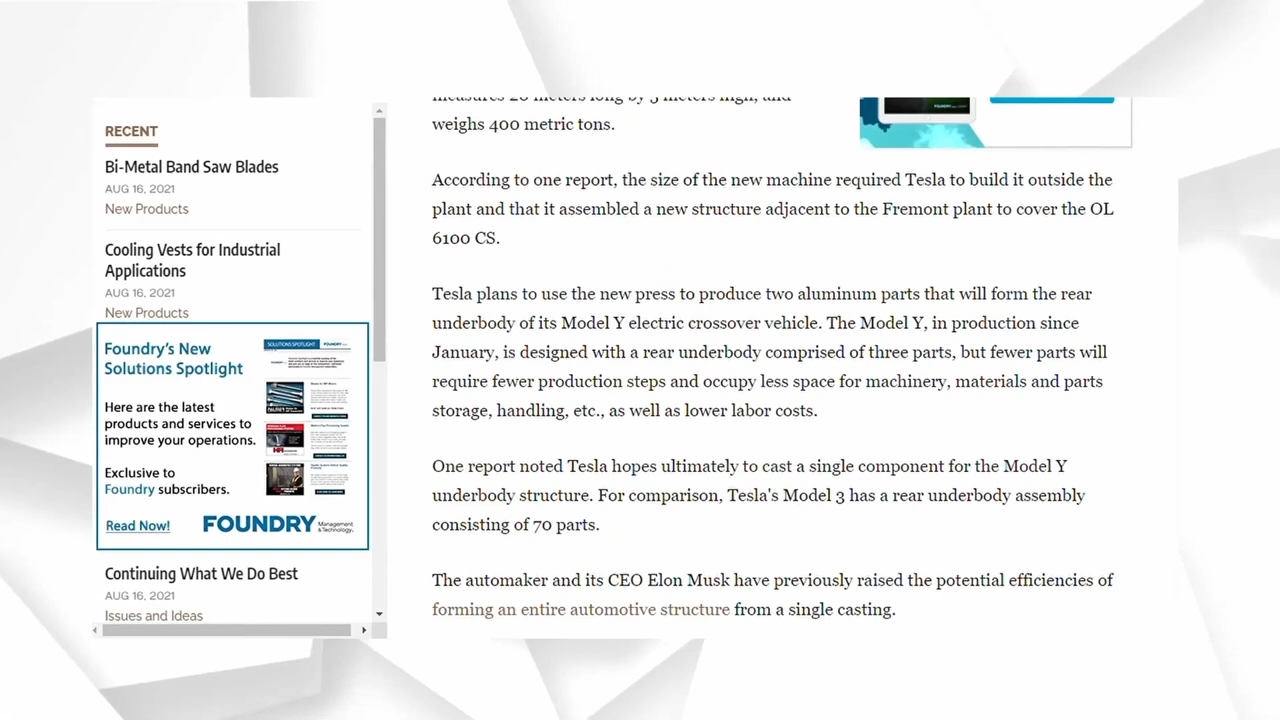 RECENT
Bi-Metal Band Saw Blades
AUG 16, 2021
New Products
Cooling Vests for Industrial
Applications
AUG 16, 2021
New Products
Foundry's New
Solutions Spotlight
Here are the latest
products and services to
improve your operations.
Exclusive to
Foundry subscribers.
Read Now!
FOUNDRY Management & Technology.
SOLUTIONS SPOTLIGHT
FOUNDRY
Continuing What We Do Best
AUG 16, 2021
Issues and Ideas
measures 20 meters long by 5 meters high, and
weighs 400 metric tons.
According to one report, the size of the new machine required Tesla to build it outside the
plant and that it assembled a new structure adjacent to the Fremont plant to cover the OL
6100 CS.
Tesla plans to use the new press to produce two aluminum parts that will form the rear
underbody of its Model Y electric crossover vehicle. The Model Y, in production since
January, is designed with a rear underbody comprised of three parts, but fewer parts will
require fewer production steps and occupy less space for machinery, materials and parts
storage, handling, etc., as well as lower labor costs.
One report noted Tesla hopes ultimately to cast a single component for the Model Y
underbody structure. For comparison, Tesla's Model 3 has a rear underbody assembly
consisting of 70 parts.
The automaker and its CEO Elon Musk have previously raised the potential efficiencies of
forming an entire automotive structure from a single casting.